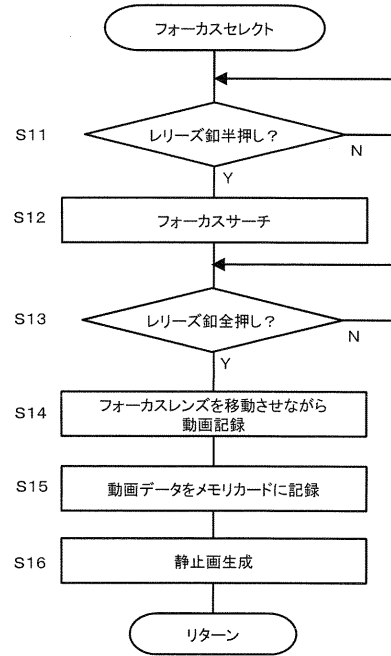 フォーカスセレクト
S11
レリーズ釦半押し?
N
Y
S12
フォーカスサーチ
S13
レリーズ釦全押し?
N
Y
S14
フォーカスレンズを移動させながら
動画記録
S15
動画データをメモリカードに記録
S16
静止画生成
リターン